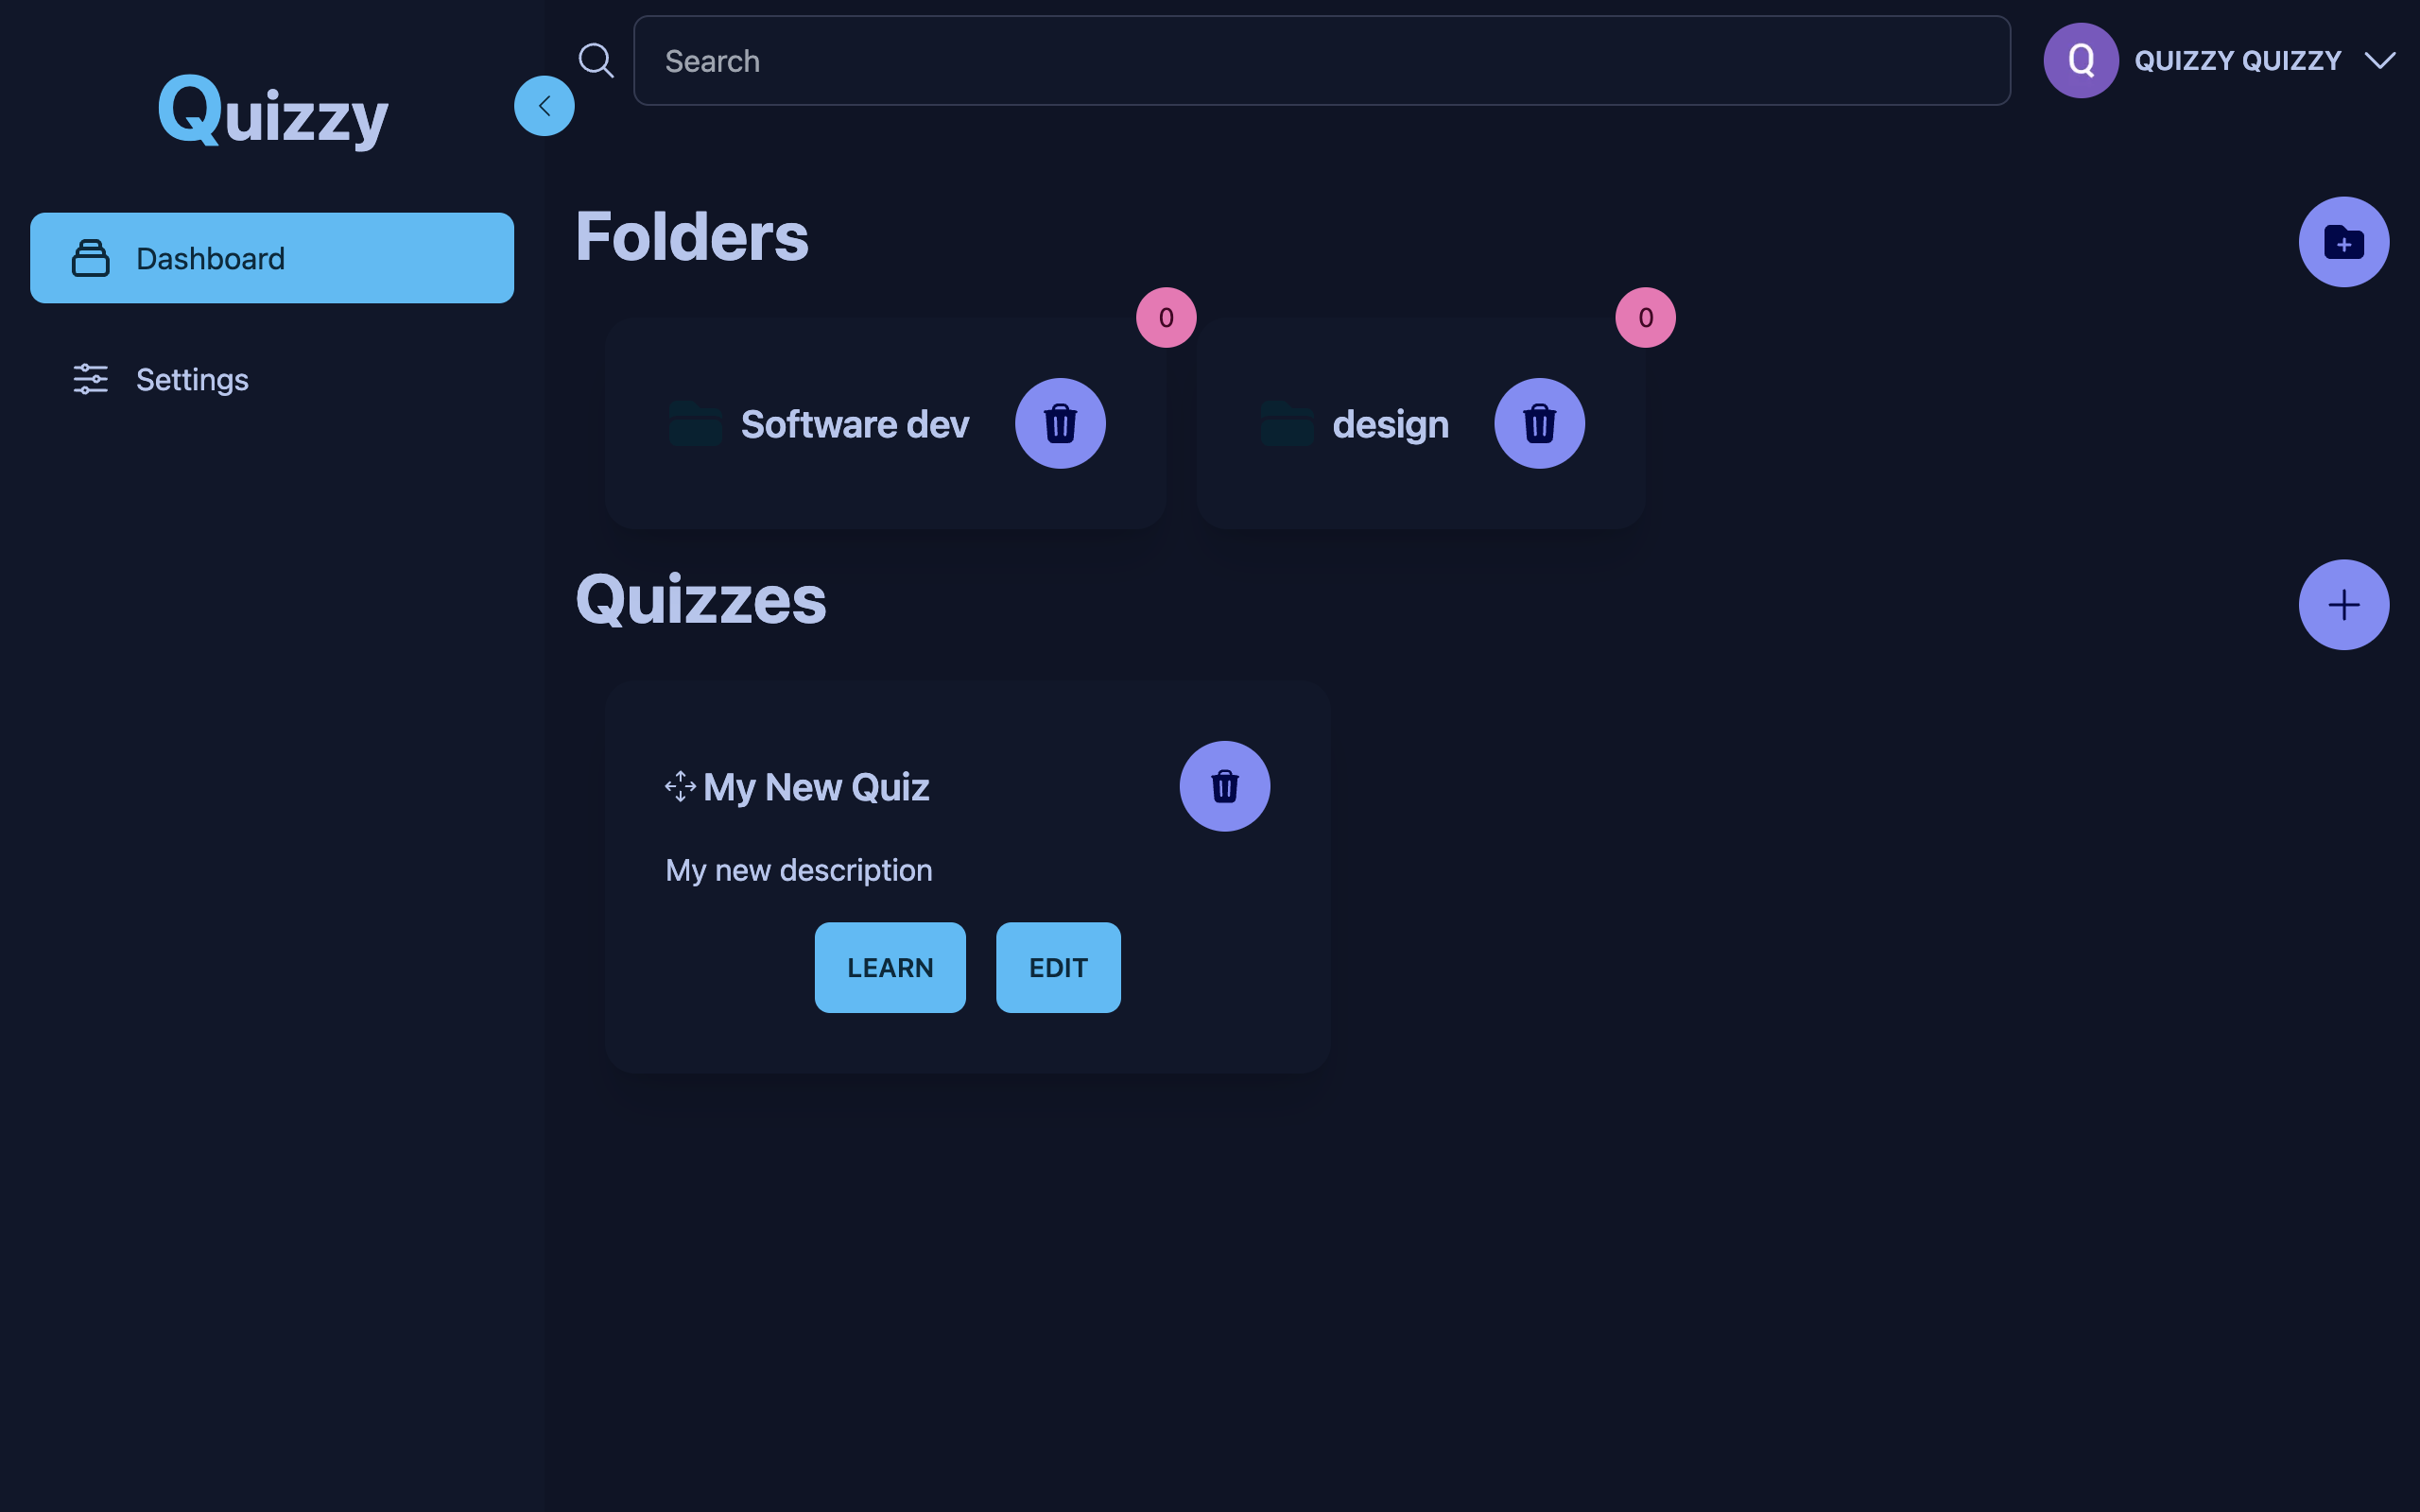 Quizzy
Search
Q
QUIZZY QUIZZY
Dashboard
Settings
Folders
0
0
Software dev
design
Quizzes
My New Quiz
My new description
LEARN
EDIT